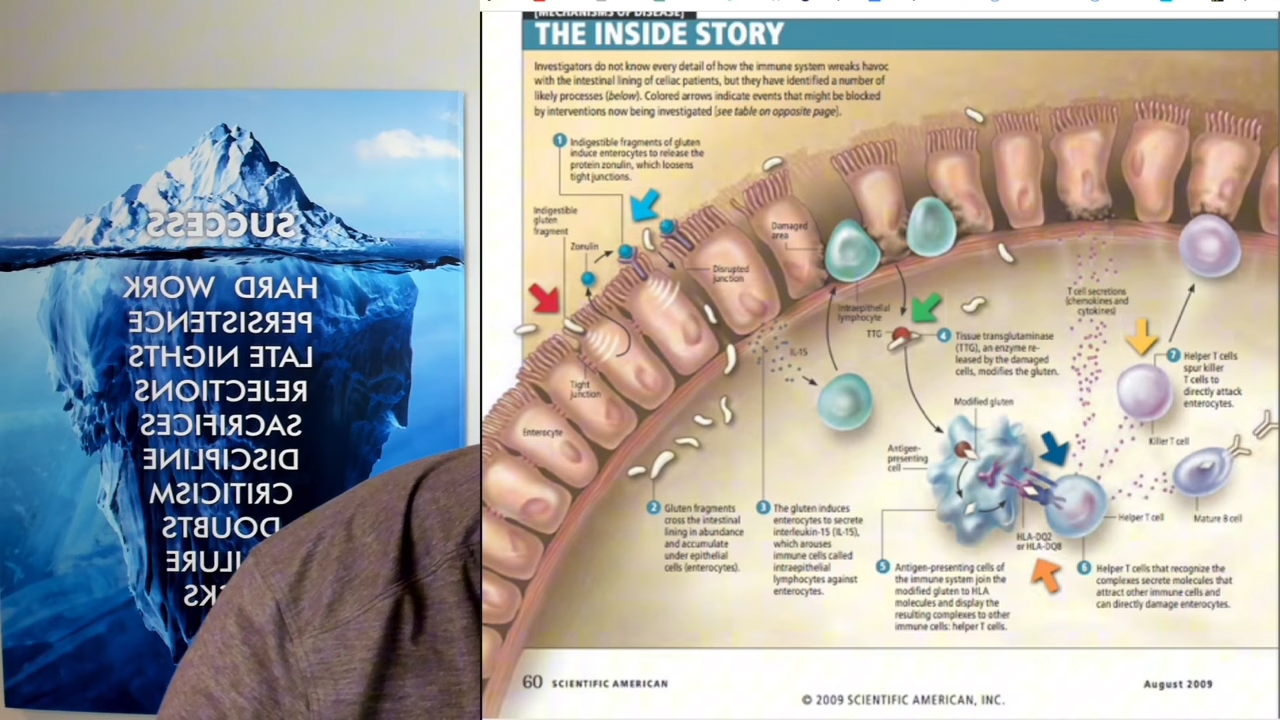 SUCCESS
HARD WORK
PERSISTENCE
LATE NIGHTS
REJECTIONS
SACRIFICES
DISCIPLINE
CRITICISM
DOUBTS
[MECHANISMS OF DISEASE]
THE INSIDE STORY
Investigators do not know every detail of how the immune system wreaks havoc
with the intestinal lining of celiac patients, but they have identified a number of
likely processes (below). Colored arrows indicate events that might be blocked
by interventions now being investigated [see table on opposite page].
1 Indigestible fragments of gluten
induce enterocytes to release the
protein zonulin, which loosens
tight junctions.
Indigestible
gluten
fragment
Zonulin
Damaged
area
Disrupted
junction
Tight
junction
Enterocyte
Intraepithelial
lymphocyte
IL-15
TTG
4 Tissue transglutaminase
(TTG), an enzyme re-
leased by the damaged
cells, modifies the gluten.
T cell secretions
(chemokines and
cytokines)
7 Helper T cells
spur killer
T cells to
directly attack
enterocytes.
Modified gluten
Antigen-
presenting
cell
Killer T cell
Helper T cell
Mature B cell
HLA-DQ2
or HLA-DQ8
2 Gluten fragments
cross the intestinal
lining in abundance
and accumulate
under epithelial
cells (enterocytes).
3 The gluten induces
enterocytes to secrete
interleukin-15 (IL-15),
which arouses
immune cells called
intraepithelial
lymphocytes against
enterocytes.
5 Antigen-presenting cells of
the immune system join the
modified gluten to HLA
molecules and display the
resulting complexes to other
immune cells: helper T cells.
6 Helper T cells that recognize the
complexes secrete molecules that
attract other immune cells and
can directly damage enterocytes.
60 SCIENTIFIC AMERICAN
August 2009
© 2009 SCIENTIFIC AMERICAN, INC.